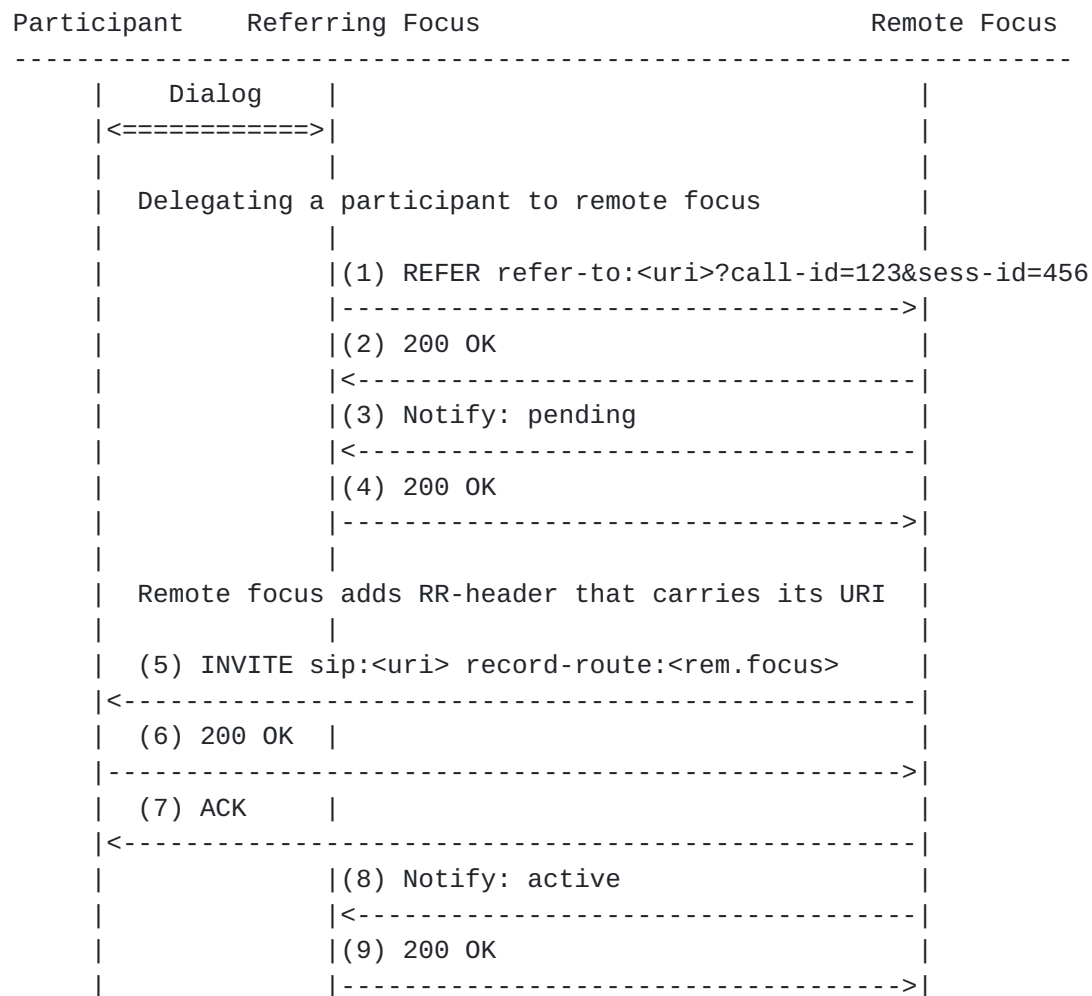 Participant    Referring Focus                         Remote Focus
--------------------------------------------------------------------
     |    Dialog    |                                     |
     |<============>|                                     |
     |              |                                     |
     |  Delegating a participant to remote focus          |
     |              |                                     |
     |              |(1) REFER refer-to:<uri>?call-id=123&sess-id=456
     |              |------------------------------------>|
     |              |(2) 200 OK                           |
     |              |<------------------------------------|
     |              |(3) Notify: pending                  |
     |              |<------------------------------------|
     |              |(4) 200 OK                           |
     |              |------------------------------------>|
     |              |                                     |
     |  Remote focus adds RR-header that carries its URI  |
     |              |                                     |
     |  (5) INVITE sip:<uri> record-route:<rem.focus>     |
     |<---------------------------------------------------|
     |  (6) 200 OK  |                                     |
     |--------------------------------------------------->|
     |  (7) ACK     |                                     |
     |<---------------------------------------------------|
     |              |(8) Notify: active                   |
     |              |<------------------------------------|
     |              |(9) 200 OK                           |
     |              |------------------------------------>|